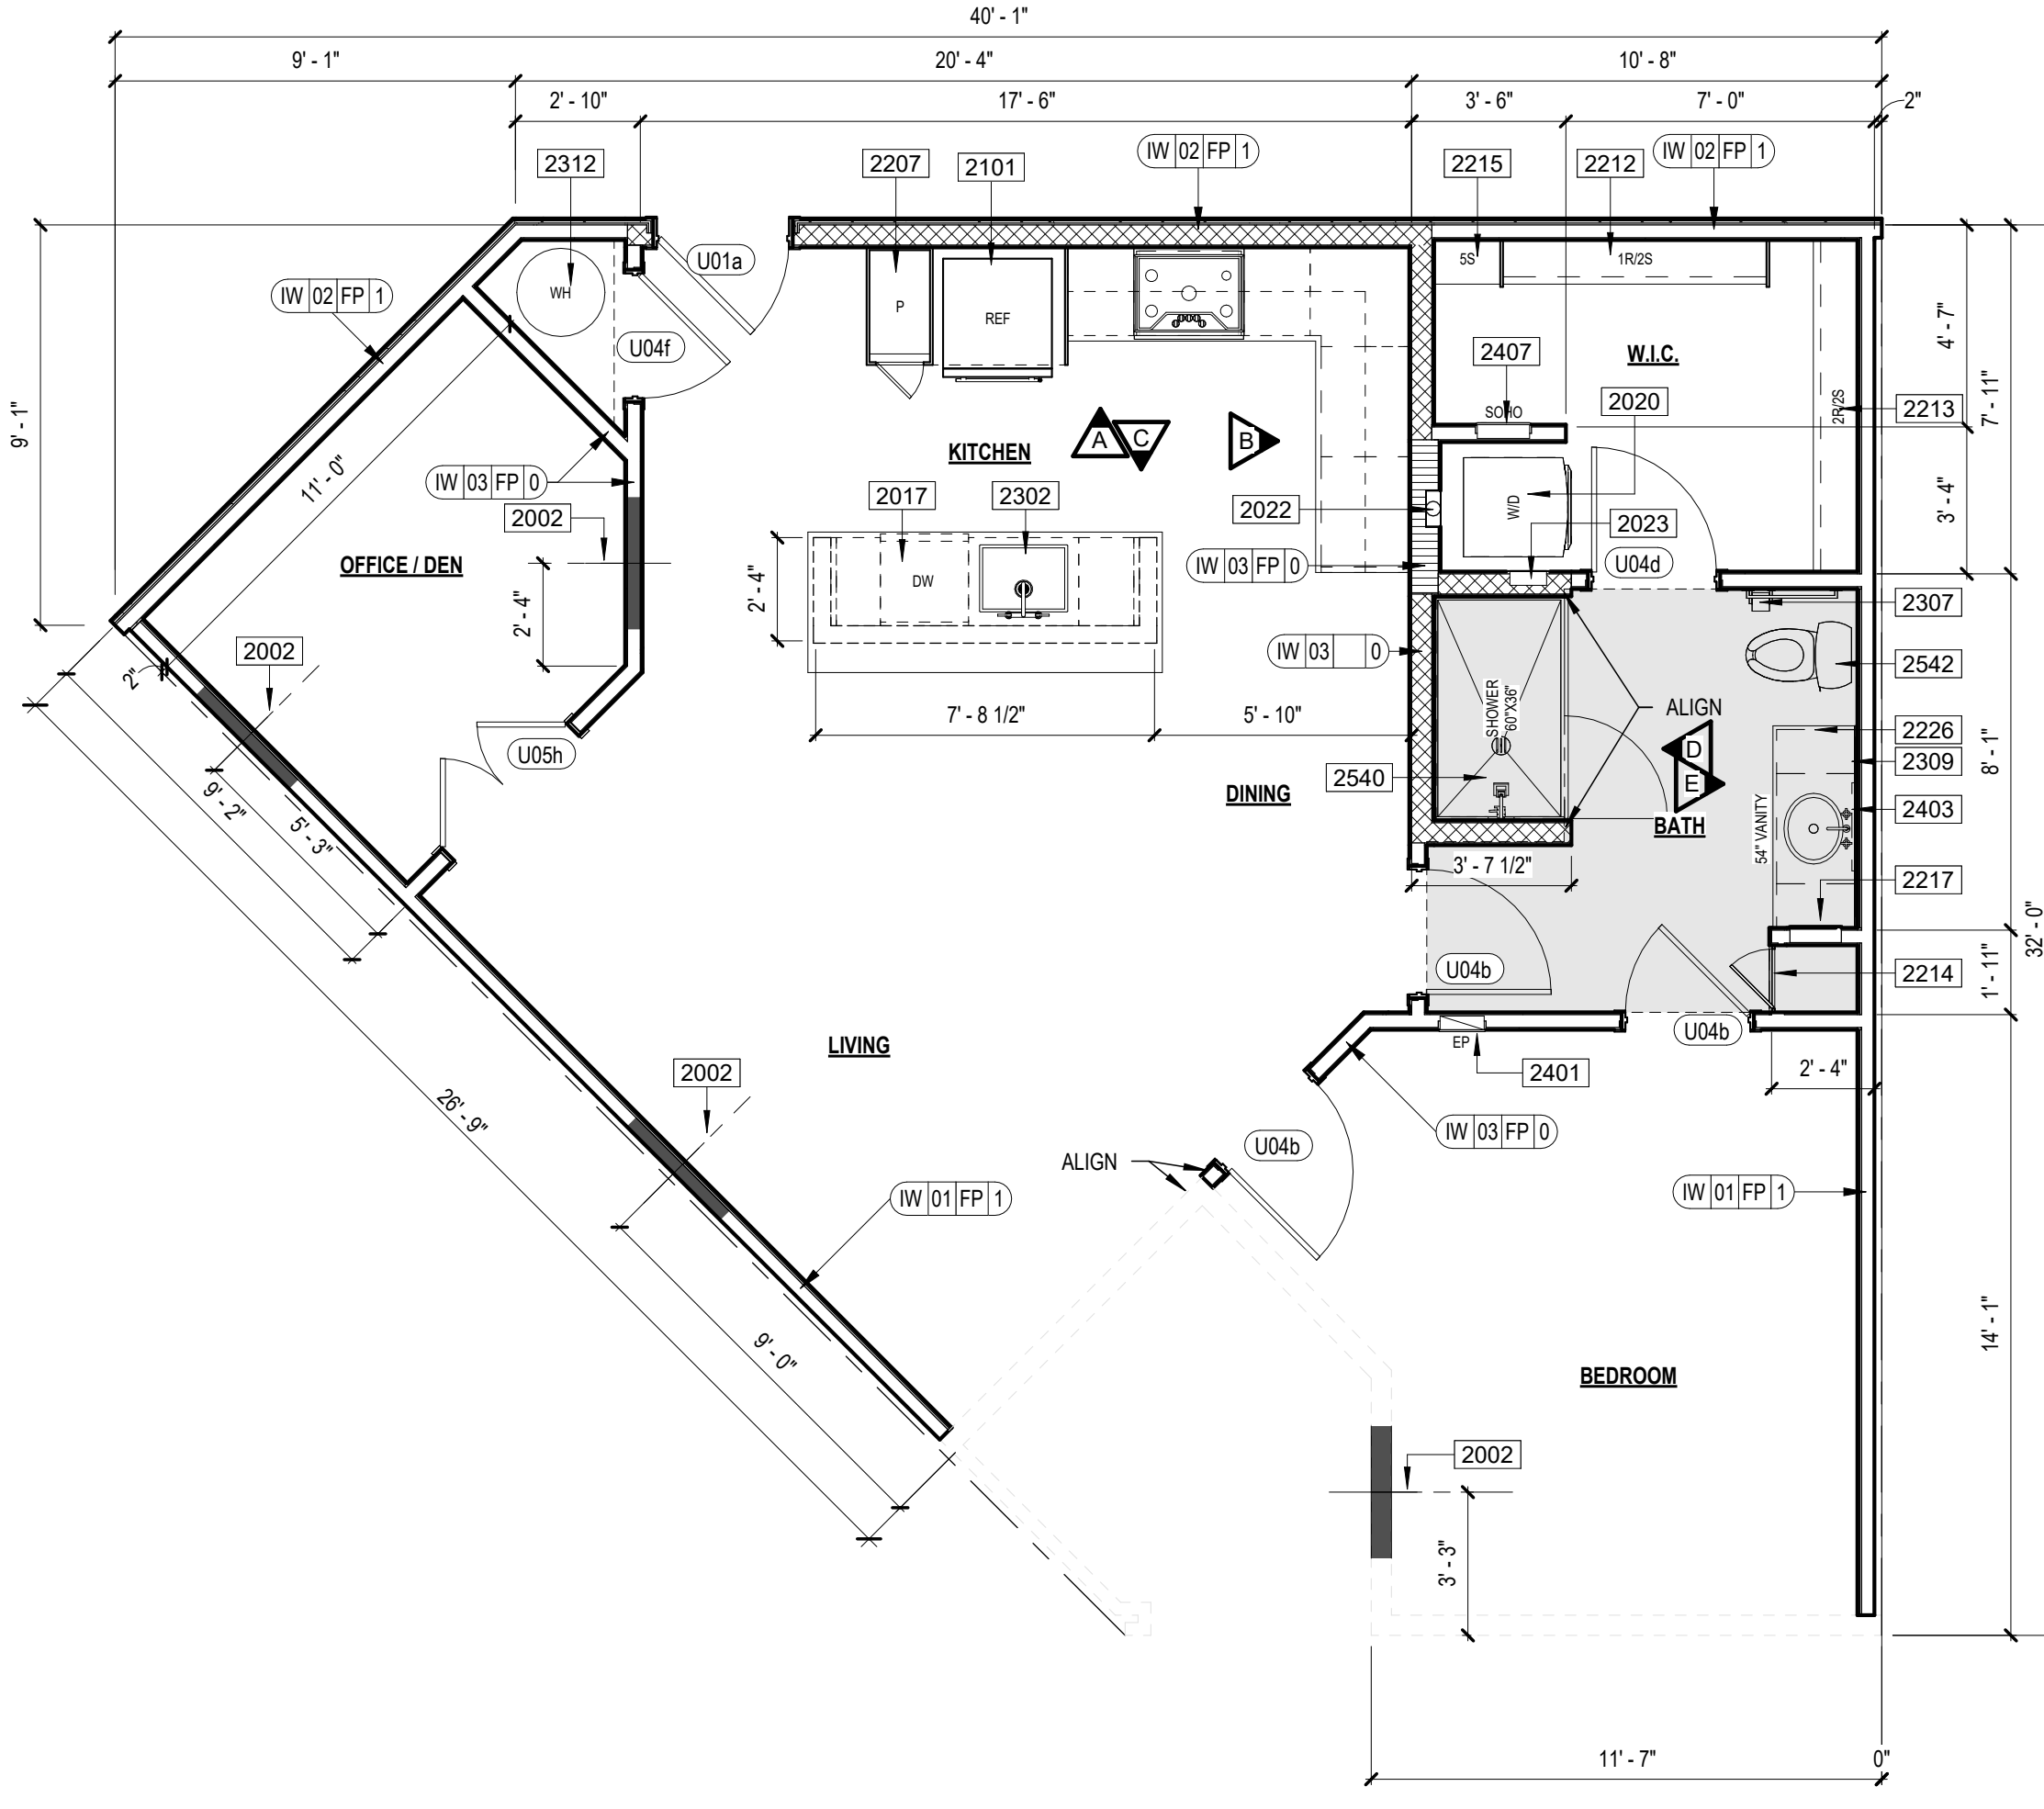 40' - 1"
9' - 1"
20' - 4"
10' - 8"
2' - 10"
17' - 6"
3' - 6"
7' - 0"
2"
IW 02 FP 1
IW 02 FP 1
2312
2207
2101
2215
2212
U01a
5S
1R/2S
WH
IW 02 FP 1
P
REF
U04f
4' - 7"
2407
W.I.C.
7' - 11"
2020
SOHO
2R/2S
2213
9' - 1"
A
C
B
KITCHEN
11' - 0"
IW 03 FP 0
2017
2302
2022
W/D
2023
3' - 4"
2002
OFFICE / DEN
DW
2' - 4"
IW 03 FP 0
U04d
2' - 4"
2307
IW 03 0
2542
2002
2"
SHOWER
60"X36"
ALIGN
7' - 8 1/2"
5' - 10"
2226
D
8' - 1"
U05h
2309
2540
E
9' - 2"
DINING
2403
5' - 3"
54" VANITY
BATH
3' - 7 1/2"
2217
32' - 0"
U04b
2214
1' - 11"
U04b
LIVING
EP
2' - 4"
2002
2401
26' - 9"
IW 03 FP 0
U04b
ALIGN
IW 01 FP 1
IW 01 FP 1
14' - 1"
9' - 0"
BEDROOM
2002
3' - 3"
11' - 7"
0"